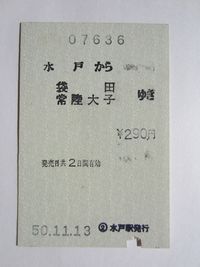 07636
水戸から
袋田
常陸大子 ゆき
¥290円
発売日共2日間有効
50.11.13 ②水戸駅発行